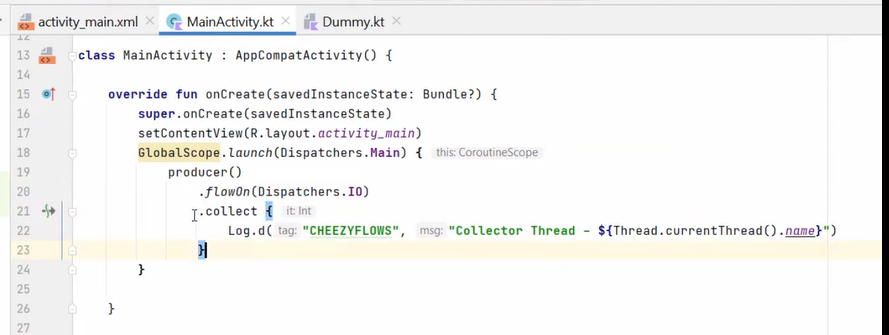 activity_main.xml MainActivity.kt Dummy.kt
12
13 class MainActivity : AppCompatActivity() {
14
15 override fun onCreate(savedInstanceState: Bundle?) {
16 super.onCreate(savedInstanceState)
17 setContentView(R.layout.activity_main)
18 GlobalScope.launch(Dispatchers.Main) { this: CoroutineScope
19 producer()
20 .flowOn(Dispatchers.IO)
21 .collect { it: Int
22 Log.d( tag: "CHEEZYFLOWS", msg: "Collector Thread - ${Thread.currentThread().name}")
23 }
24 }
25
26 }
27